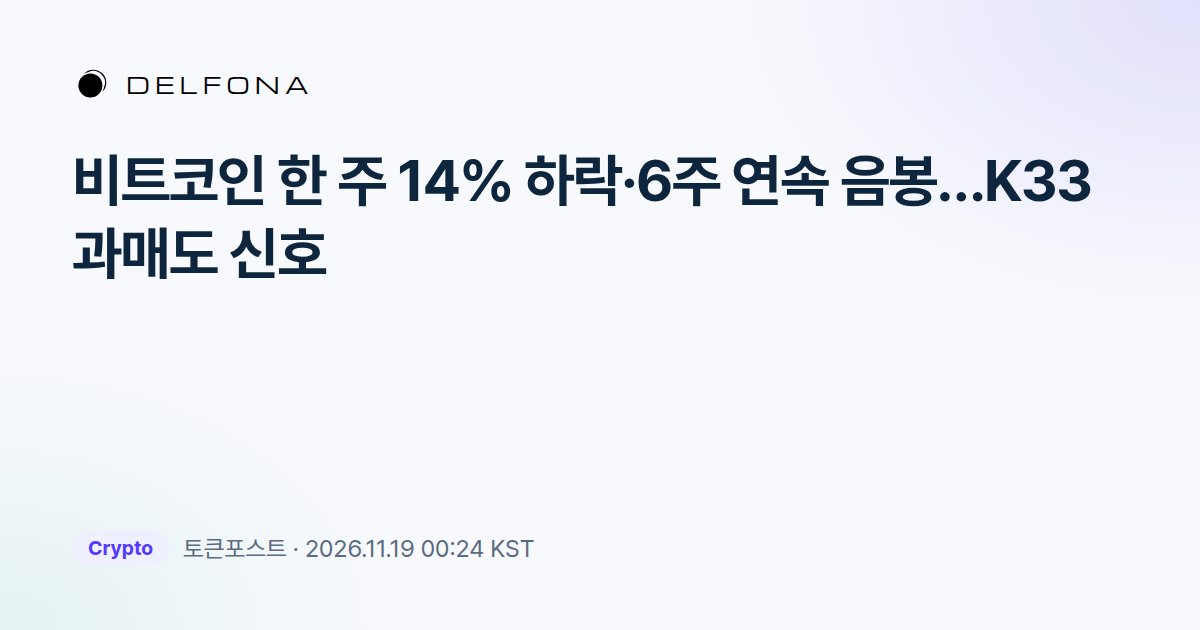 DELFONA
비트코인 한 주 14% 하락·6주 연속 음봉…K33
과매도 신호
Crypto 토큰포스트 · 2026.11.19 00:24 KST